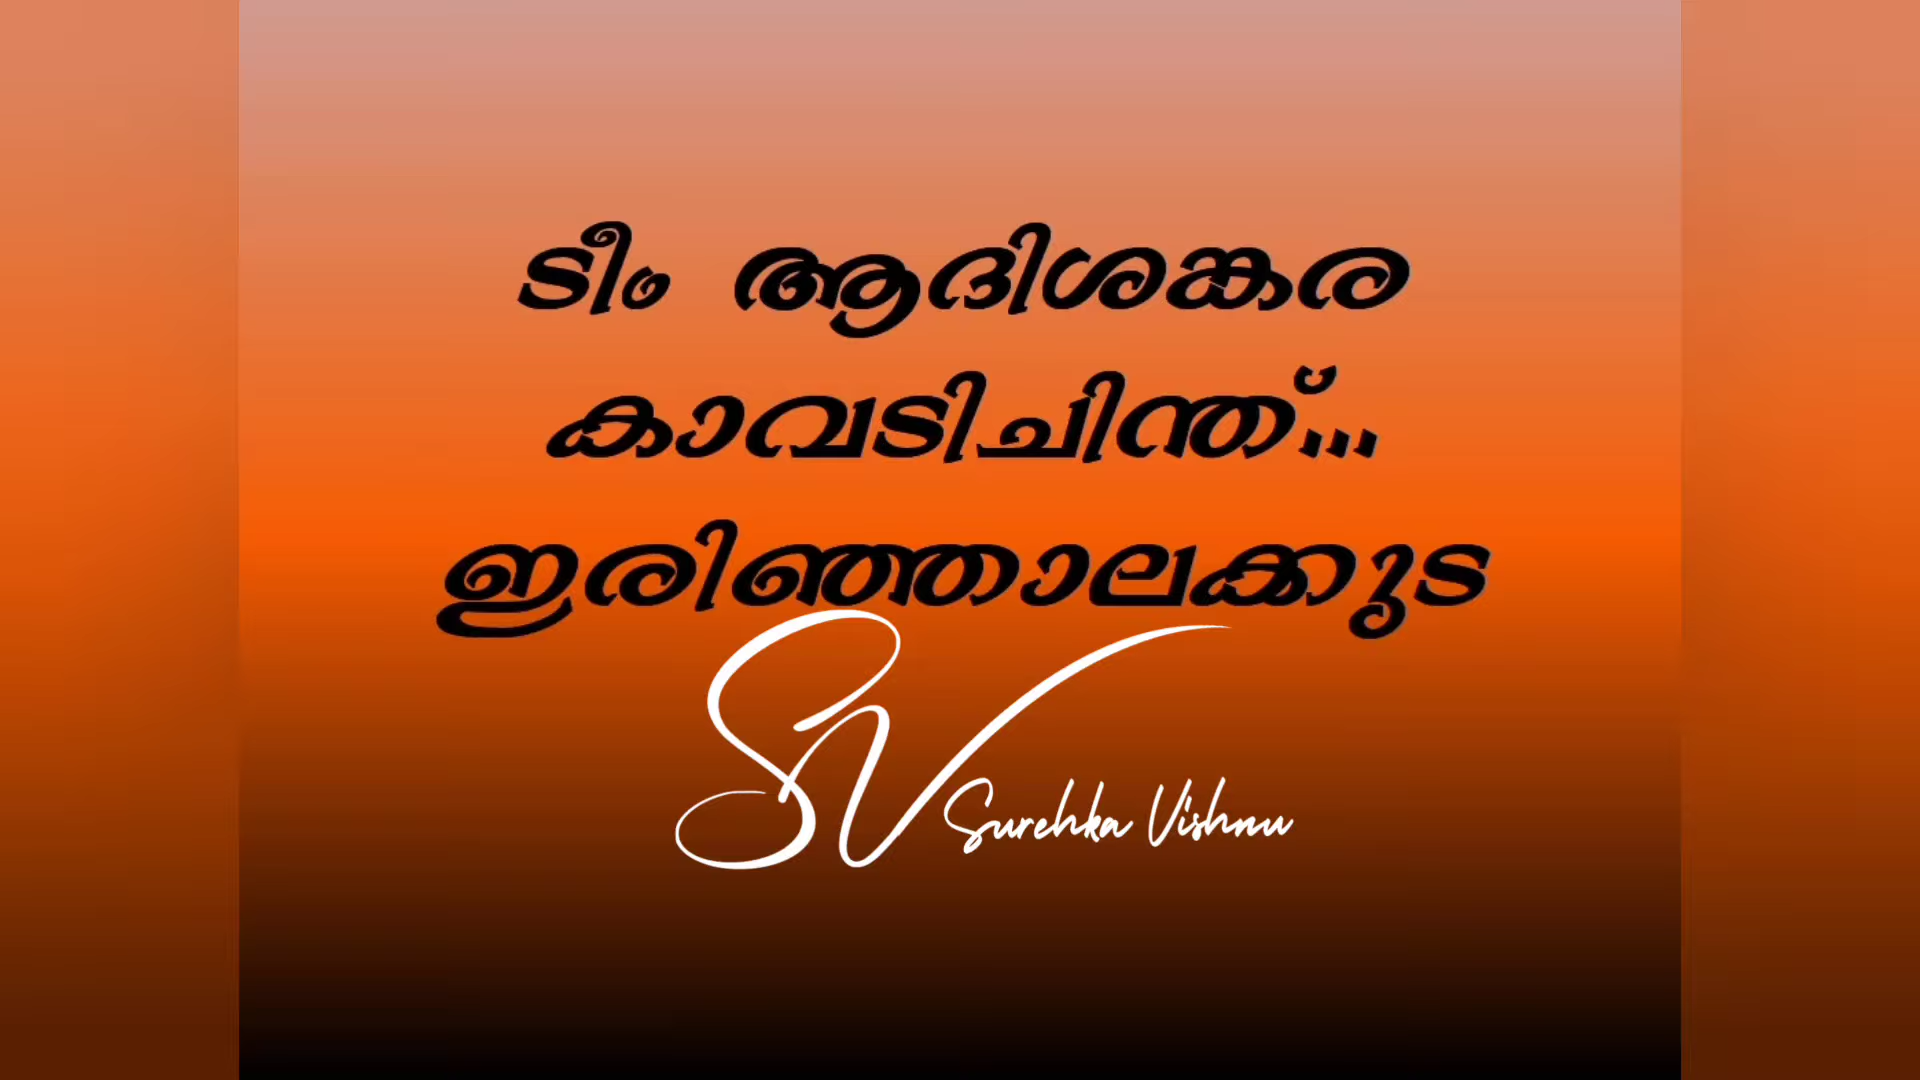 ടീം ആദിശങ്കര
കാവടിചിന്ത്...
ഇരിഞ്ഞാലക്കുട
SV
Surehka Vishnu